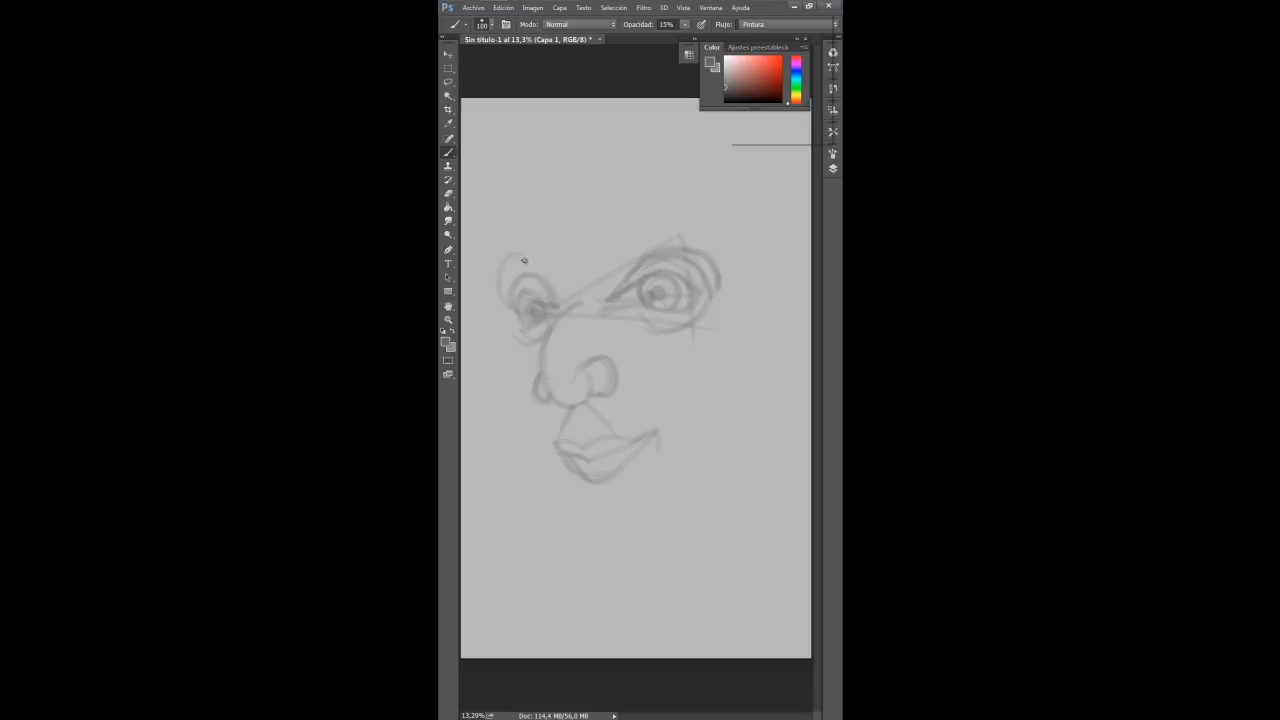 Ps Archivo Edición Imagen Capa Texto Selección Filtro 3D Vista Ventana Ayuda
100 Modo: Normal Opacidad: 15% Flujo: Pintura
Sin título-1 al 13,3% (Capa 1, RGB/8) * ×
Color Ajustes preestablecid
T
13,29% Doc: 114,4 MB/56,0 MB